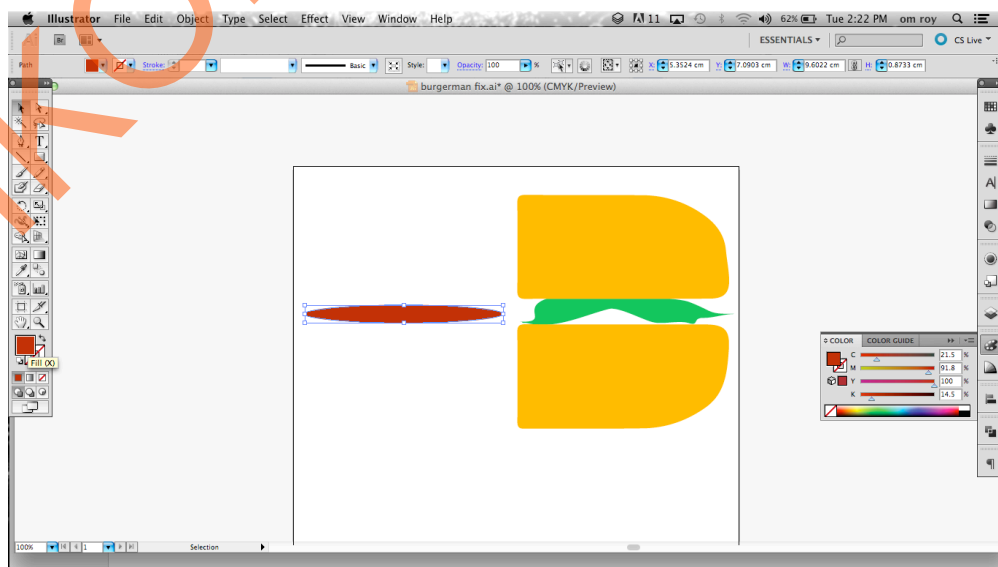 Illustrator File Edit Object Type Select Effect View Window Help 11 62% Tue 2:22 PM om roy
Br ESSENTIALS CS Live
Path Stroke: Basic Style: Opacity: 100 % X: 5.3524 cm Y: 7.0903 cm W: 9.6022 cm H: 0.8733 cm
burgerman fix.ai* @ 100% (CMYK/Preview)
T
A
COLOR COLOR GUIDE
Fill (X)
C 21.5 %
M 91.8 %
Y 100 %
K 14.5 %
100% 1 Selection